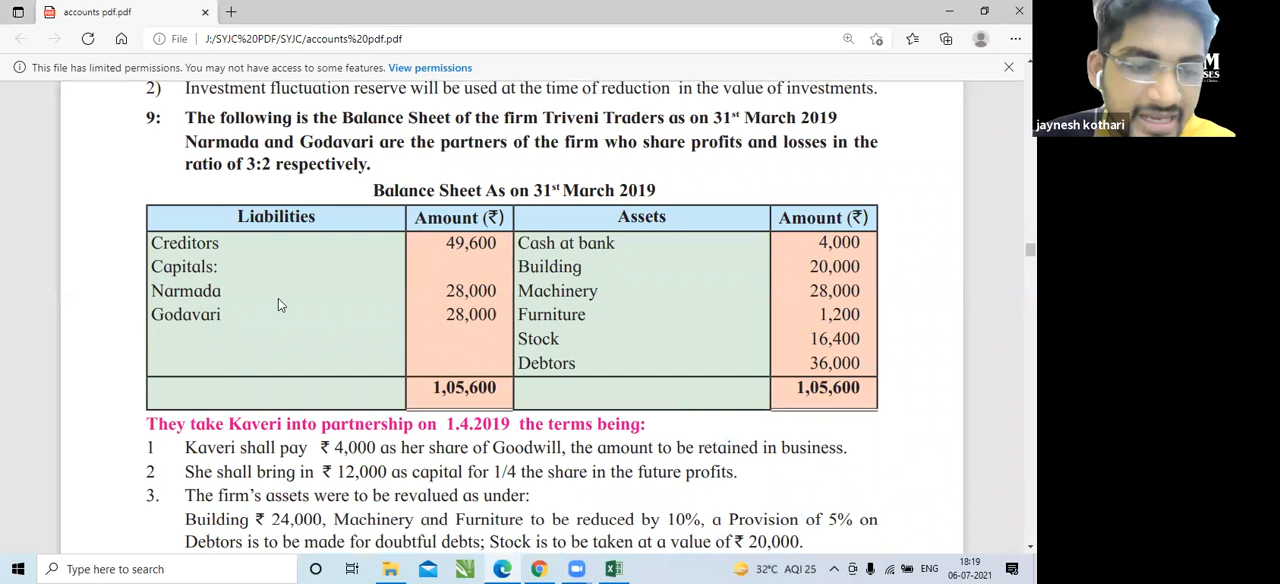 accounts pdf.pdf
File
J:/SYJC%20PDF/SYJC/accounts%20pdf.pdf
This file has limited permissions. You may not have access to some features. View permissions
2) Investment fluctuation reserve will be used at the time of reduction in the value of investments.
9: The following is the Balance Sheet of the firm Triveni Traders as on 31st March 2019
Narmada and Godavari are the partners of the firm who share profits and losses in the
ratio of 3:2 respectively.
Balance Sheet As on 31st March 2019
Liabilities Amount (₹) Assets Amount (₹)
Creditors 49,600 Cash at bank 4,000
Capitals: Building 20,000
Narmada 28,000 Machinery 28,000
Godavari 28,000 Furniture 1,200
Stock 16,400
Debtors 36,000
1,05,600 1,05,600
They take Kaveri into partnership on 1.4.2019 the terms being:
1 Kaveri shall pay ₹ 4,000 as her share of Goodwill, the amount to be retained in business.
2 She shall bring in ₹ 12,000 as capital for 1/4 the share in the future profits.
3. The firm's assets were to be revalued as under:
Building ₹ 24,000, Machinery and Furniture to be reduced by 10%, a Provision of 5% on
Debtors is to be made for doubtful debts; Stock is to be taken at a value of ₹ 20,000.
jaynesh kothari
Type here to search
32°C AQI 25
ENG
18:19
06-07-2021